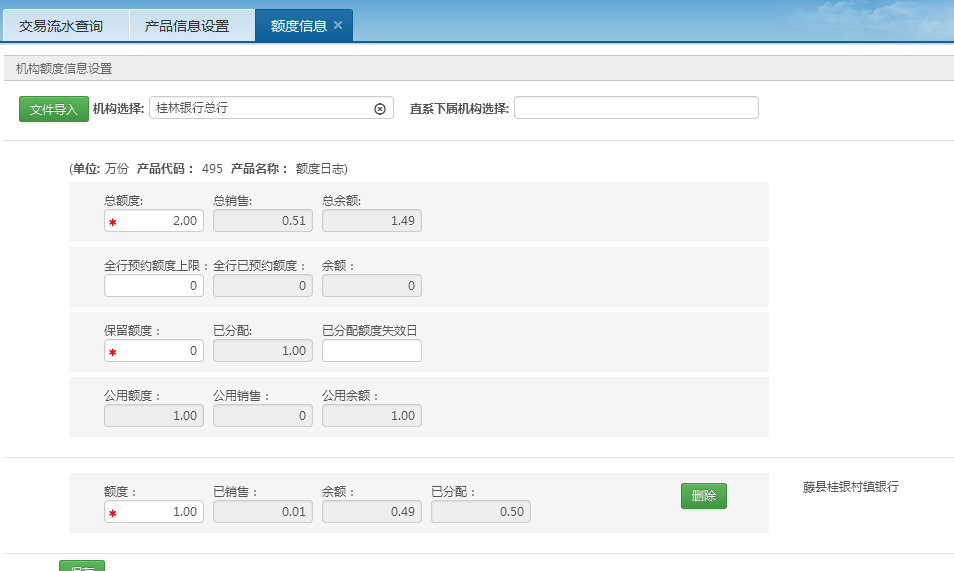 交易流水查询 产品信息设置 额度信息 ×
机构额度信息设置
文件导入 机构选择: 桂林银行总行 直系下属机构选择:
(单位: 万份 产品代码： 495 产品名称： 额度日志)
总额度: 总销售: 总余额:
* 2.00 0.51 1.49
全行预约额度上限： 全行已预约额度： 余额：
0 0 0
保留额度： 已分配: 已分配额度失效日
* 0 1.00
公用额度： 公用销售： 公用余额：
1.00 0 1.00
额度： 已销售： 余额： 已分配：
* 1.00 0.01 0.49 0.50 删除 藤县桂银村镇银行
保存